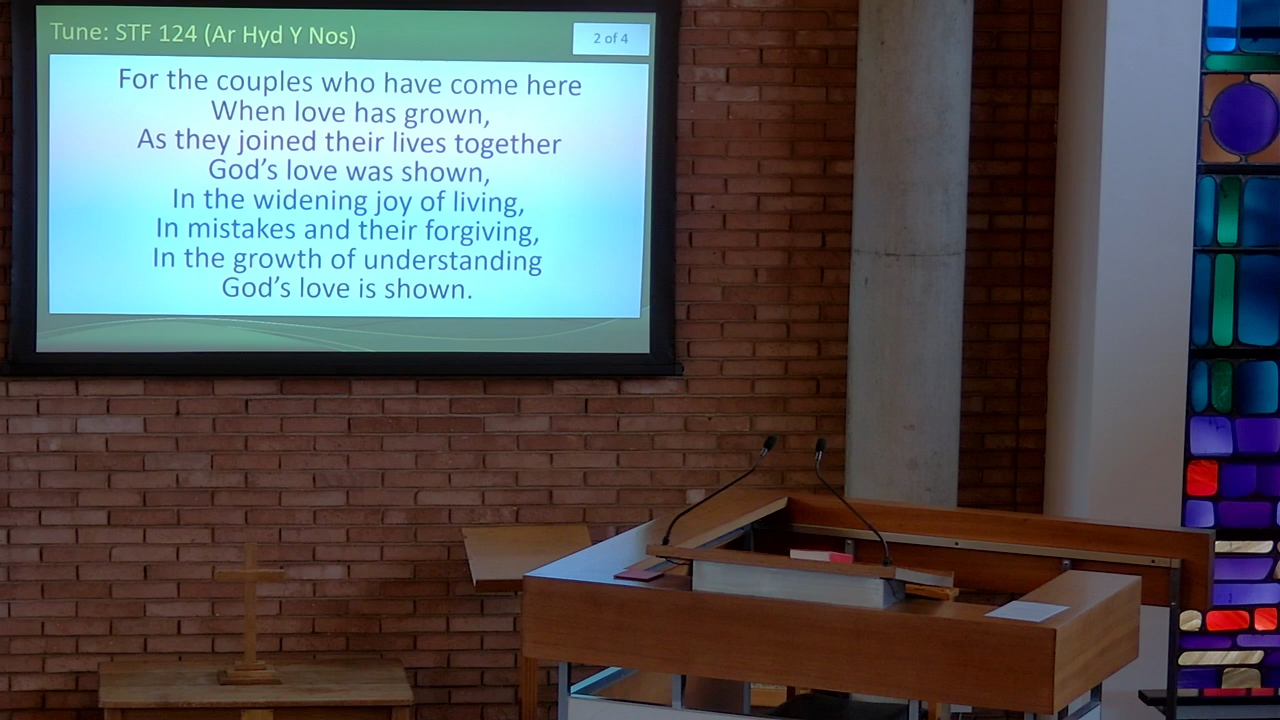 Tune: STF 124 (Ar Hyd Y Nos)
2 of 4
For the couples who have come here
When love has grown,
As they joined their lives together
God's love was shown,
In the widening joy of living,
In mistakes and their forgiving,
In the growth of understanding
God's love is shown.